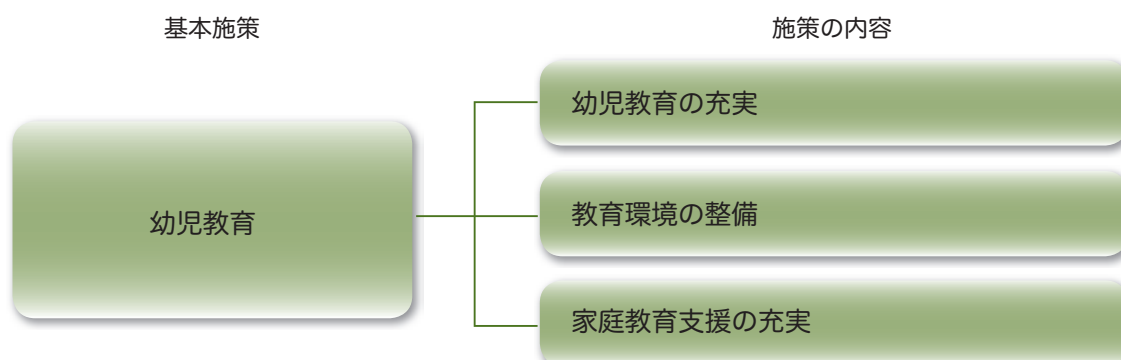 基本施策
施策の内容
幼児教育の充実
幼児教育
教育環境の整備
家庭教育支援の充実